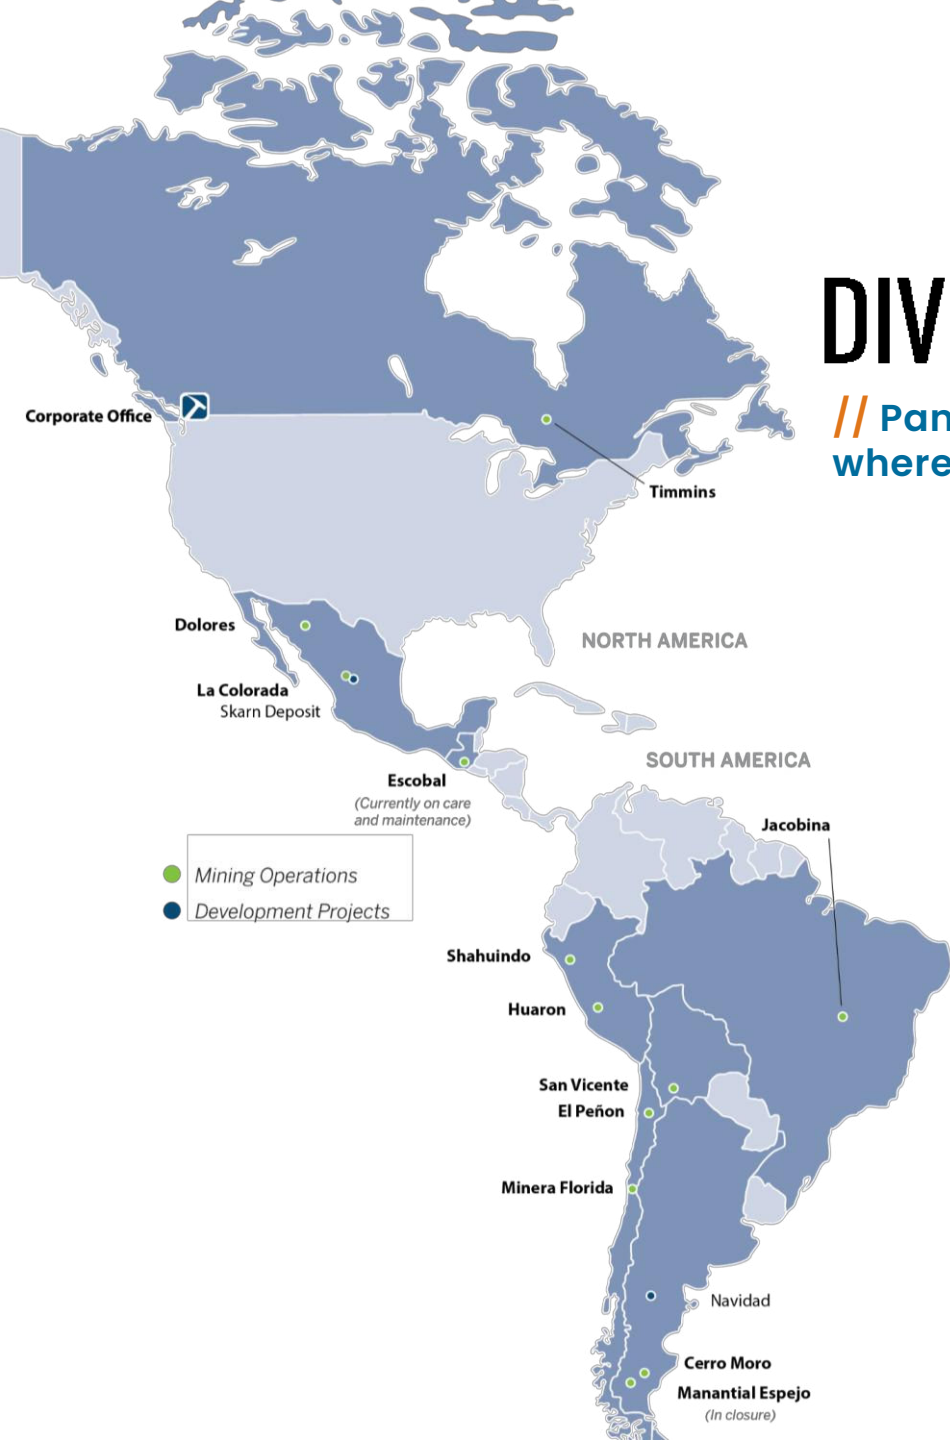 DIV
// Pan
where
Corporate Office
Timmins
Dolores
NORTH AMERICA
La Colorada
Skarn Deposit
SOUTH AMERICA
Escobal
(Currently on care
and maintenance)
Jacobina
Mining Operations
Development Projects
Shahuindo
Huaron
San Vicente
El Peñon
Minera Florida
Navidad
Cerro Moro
Manantial Espejo
(In closure)